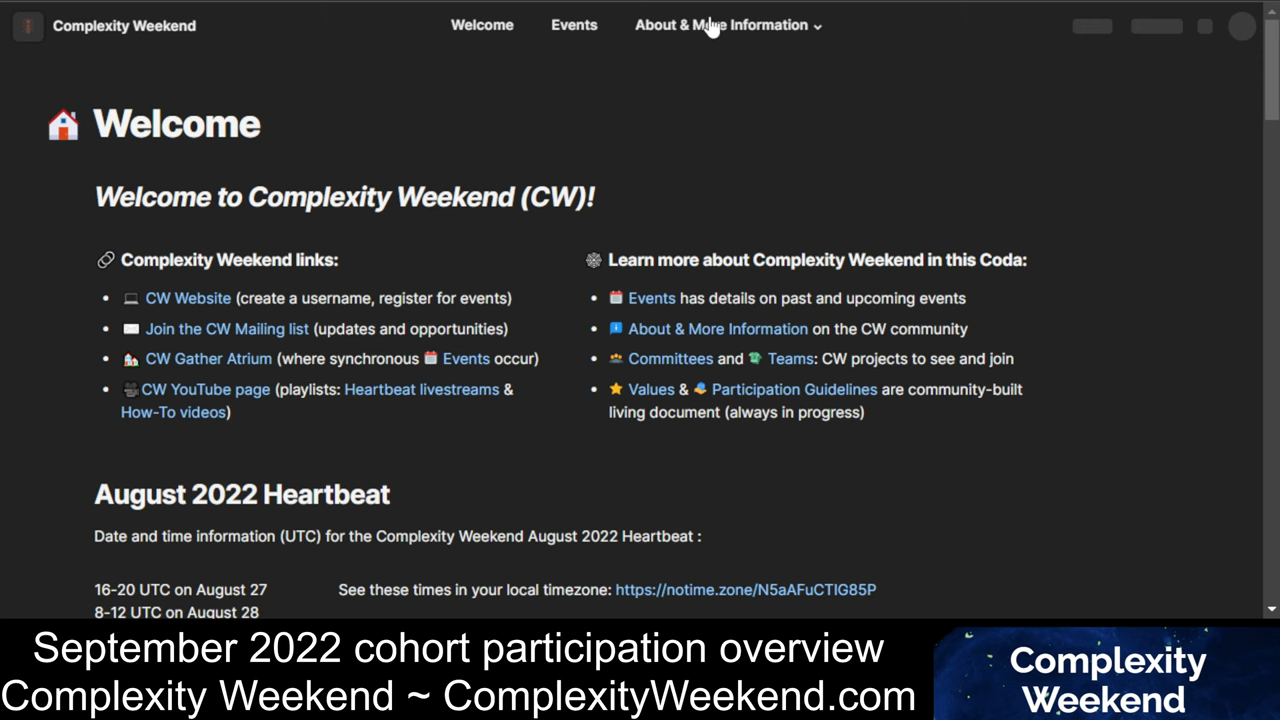 Complexity Weekend
Welcome
Events
About & More Information
Welcome
Welcome to Complexity Weekend (CW)!
Complexity Weekend links:
CW Website (create a username, register for events)
Join the CW Mailing list (updates and opportunities)
CW Gather Atrium (where synchronous Events occur)
CW YouTube page (playlists: Heartbeat livestreams &
How-To videos)
Learn more about Complexity Weekend in this Coda:
Events has details on past and upcoming events
About & More Information on the CW community
Committees and Teams: CW projects to see and join
Values & Participation Guidelines are community-built
living document (always in progress)
August 2022 Heartbeat
Date and time information (UTC) for the Complexity Weekend August 2022 Heartbeat :
16-20 UTC on August 27
See these times in your local timezone: https://notime.zone/N5aAFuCTIG85P
8-12 UTC on August 28
September 2022 cohort participation overview
Complexity Weekend ~ ComplexityWeekend.com
Complexity
Weekend